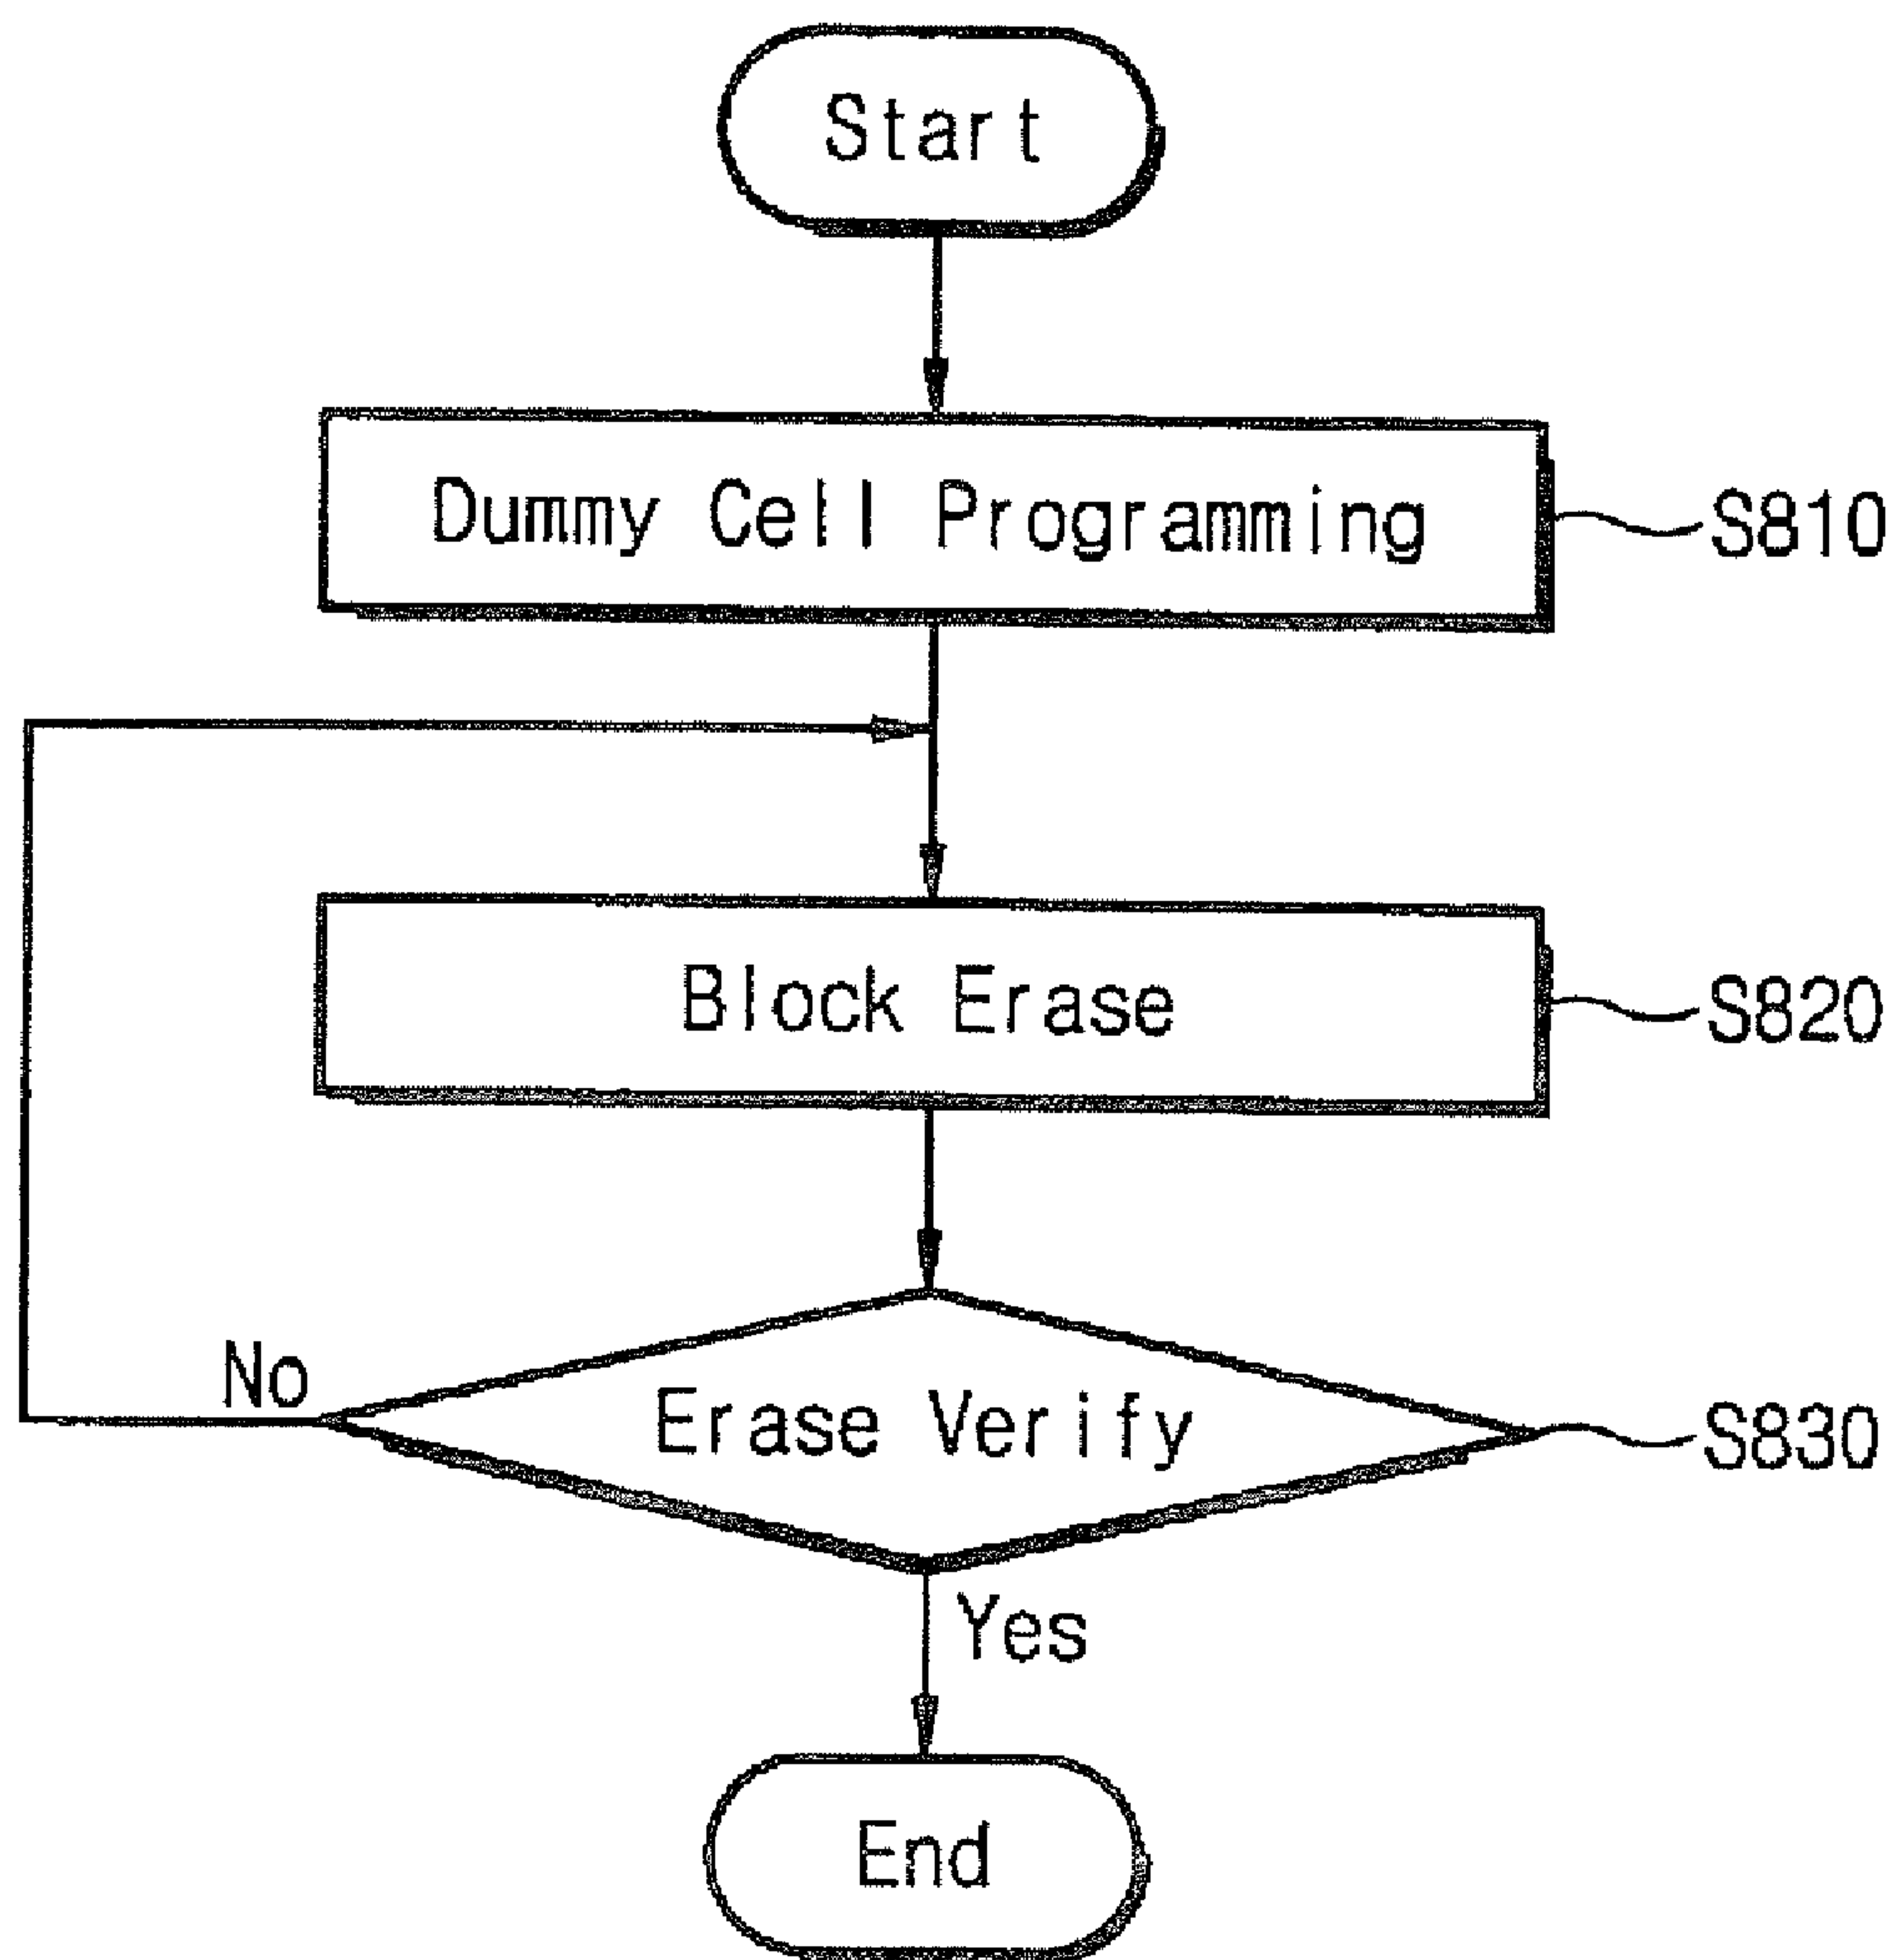 Start
Dummy Cell Programming
S810
Block Erase
S820
No
Erase Verify
S830
Yes
End